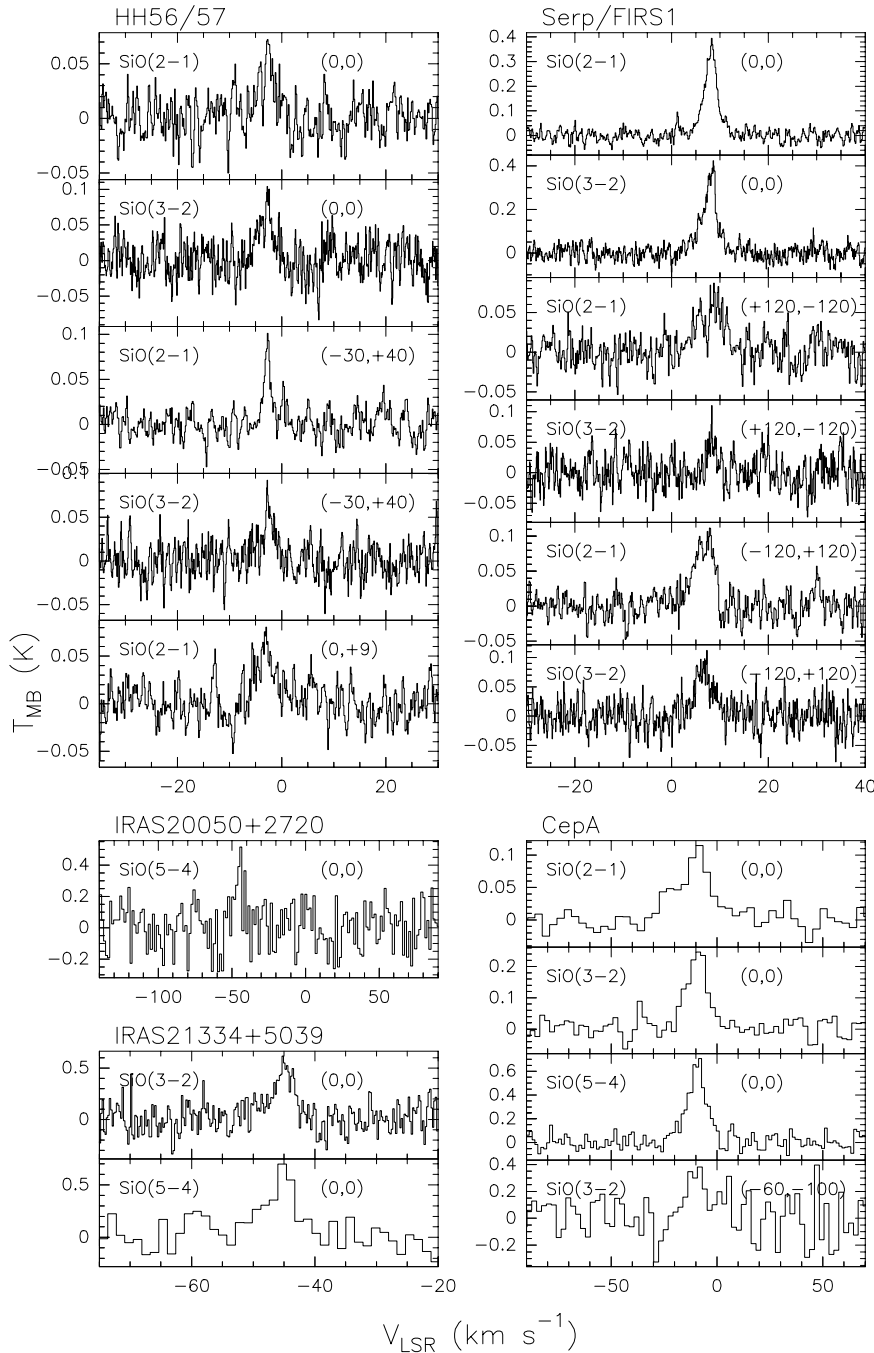 HH56/57
SiO(2−1) (0,0)
0.05
0
−0.05
SiO(3−2) (0,0)
0.1
0.05
0
−0.05
SiO(2−1) (−30,+40)
0.1
0.05
0
−0.05
SiO(3−2) (−30,+40)
0.1
0.05
0
−0.05
SiO(2−1) (0,+9)
0.05
0
−0.05
−20 0 20
Serp/FIRS1
SiO(2−1) (0,0)
0.4
0.3
0.2
0.1
0
SiO(3−2) (0,0)
0.4
0.2
0
SiO(2−1) (+120,−120)
0.05
0
−0.05
SiO(3−2) (+120,−120)
0.1
0.05
0
−0.05
SiO(2−1) (−120,+120)
0.1
0.05
0
−0.05
SiO(3−2) (−120,+120)
0.1
0.05
0
−0.05
−20 0 20 40
IRAS20050+2720
SiO(5−4) (0,0)
0.4
0.2
0
−0.2
−100 −50 0 50
IRAS21334+5039
SiO(3−2) (0,0)
0.5
0
SiO(5−4) (0,0)
0.5
0
−60 −40 −20
CepA
SiO(2−1) (0,0)
0.1
0.05
0
SiO(3−2) (0,0)
0.2
0.1
0
SiO(5−4) (0,0)
0.6
0.4
0.2
0
SiO(3−2) (−60,−100)
0.4
0.2
0
−0.2
−50 0 50
T_MB (K)
V_LSR (km s⁻¹)